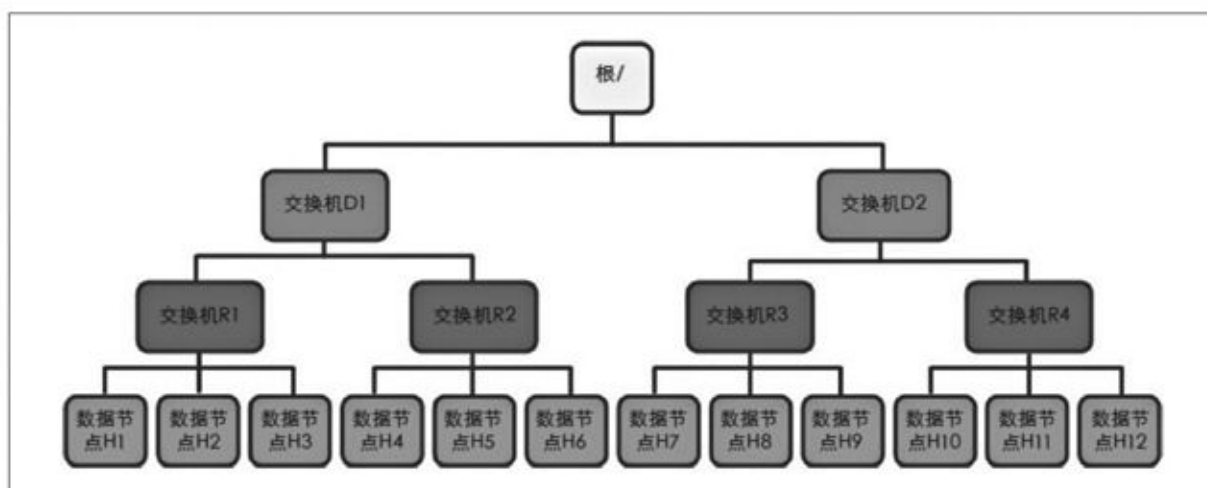 根/
交换机D1
交换机D2
交换机R1
交换机R2
交换机R3
交换机R4
数据节
点H1
数据节
点H2
数据节
点H3
数据节
点H4
数据节
点H5
数据节
点H6
数据节
点H7
数据节
点H8
数据节
点H9
数据节
点H10
数据节
点H11
数据节
点H12